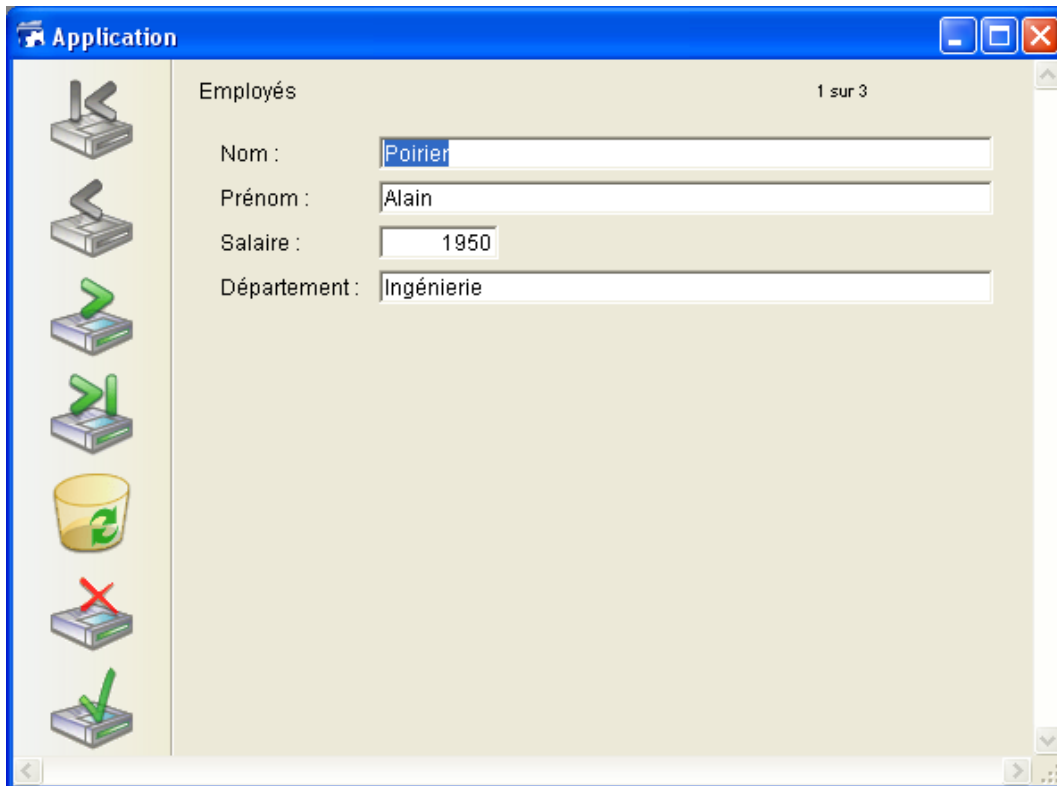 Application
Employés 1 sur 3
Nom : Poirier
Prénom : Alain
Salaire : 1950
Département : Ingénierie